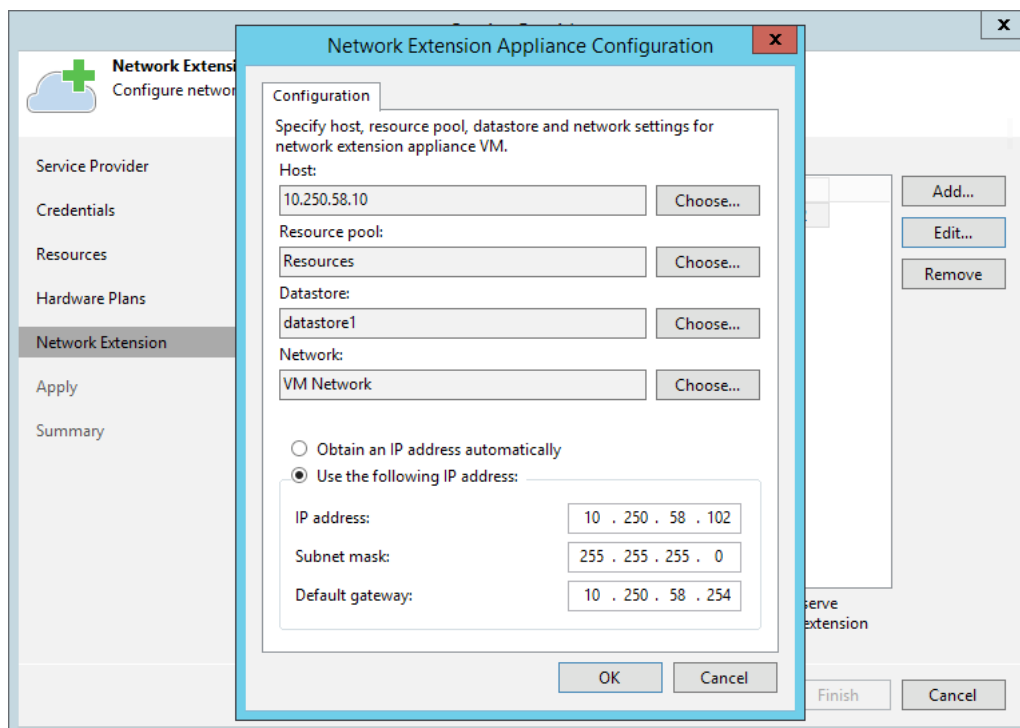 x
Network Extension Appliance Configuration
x
Network Extensi
Configure networ
Configuration
Specify host, resource pool, datastore and network settings for
network extension appliance VM.
Host:
10.250.58.10
Choose...
Resource pool:
Resources
Choose...
Datastore:
datastore1
Choose...
Network:
VM Network
Choose...
Obtain an IP address automatically
Use the following IP address:
IP address:
10 . 250 . 58 . 102
Subnet mask:
255 . 255 . 255 . 0
Default gateway:
10 . 250 . 58 . 254
OK
Cancel
Service Provider
Credentials
Resources
Hardware Plans
Network Extension
Apply
Summary
Add...
Edit...
Remove
serve
extension
Finish
Cancel